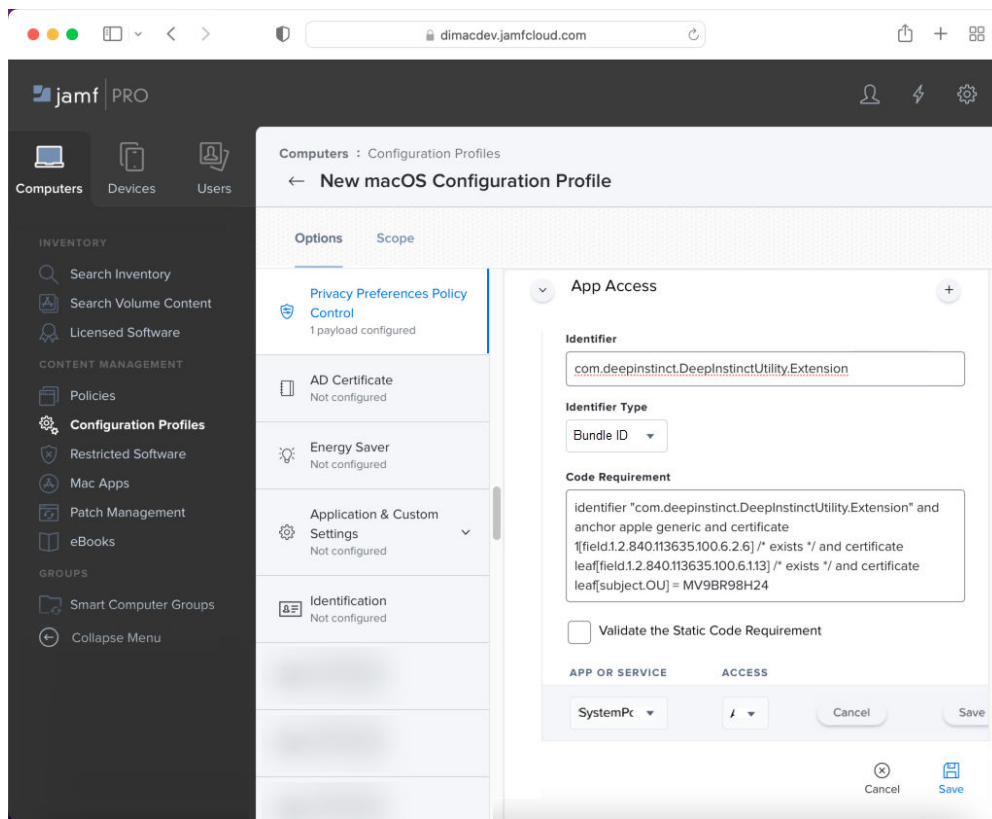 dimacdev.jamfcloud.com
jamf PRO
Computers
Devices
Users
INVENTORY
Search Inventory
Search Volume Content
Licensed Software
CONTENT MANAGEMENT
Policies
Configuration Profiles
Restricted Software
Mac Apps
Patch Management
eBooks
GROUPS
Smart Computer Groups
Collapse Menu
Computers : Configuration Profiles
← New macOS Configuration Profile
Options
Scope
Privacy Preferences Policy
Control
1 payload configured
AD Certificate
Not configured
Energy Saver
Not configured
Application & Custom
Settings
Not configured
Identification
Not configured
App Access
Identifier
com.deepinstinct.DeepInstinctUtility.Extension
Identifier Type
Bundle ID
Code Requirement
identifier "com.deepinstinct.DeepInstinctUtility.Extension" and
anchor apple generic and certificate
1[field.1.2.840.113635.100.6.2.6] /* exists */ and certificate
leaf[field.1.2.840.113635.100.6.1.13] /* exists */ and certificate
leaf[subject.OU] = MV9BR98H24
Validate the Static Code Requirement
APP OR SERVICE
ACCESS
SystemPo
Cancel
Save
Cancel
Save